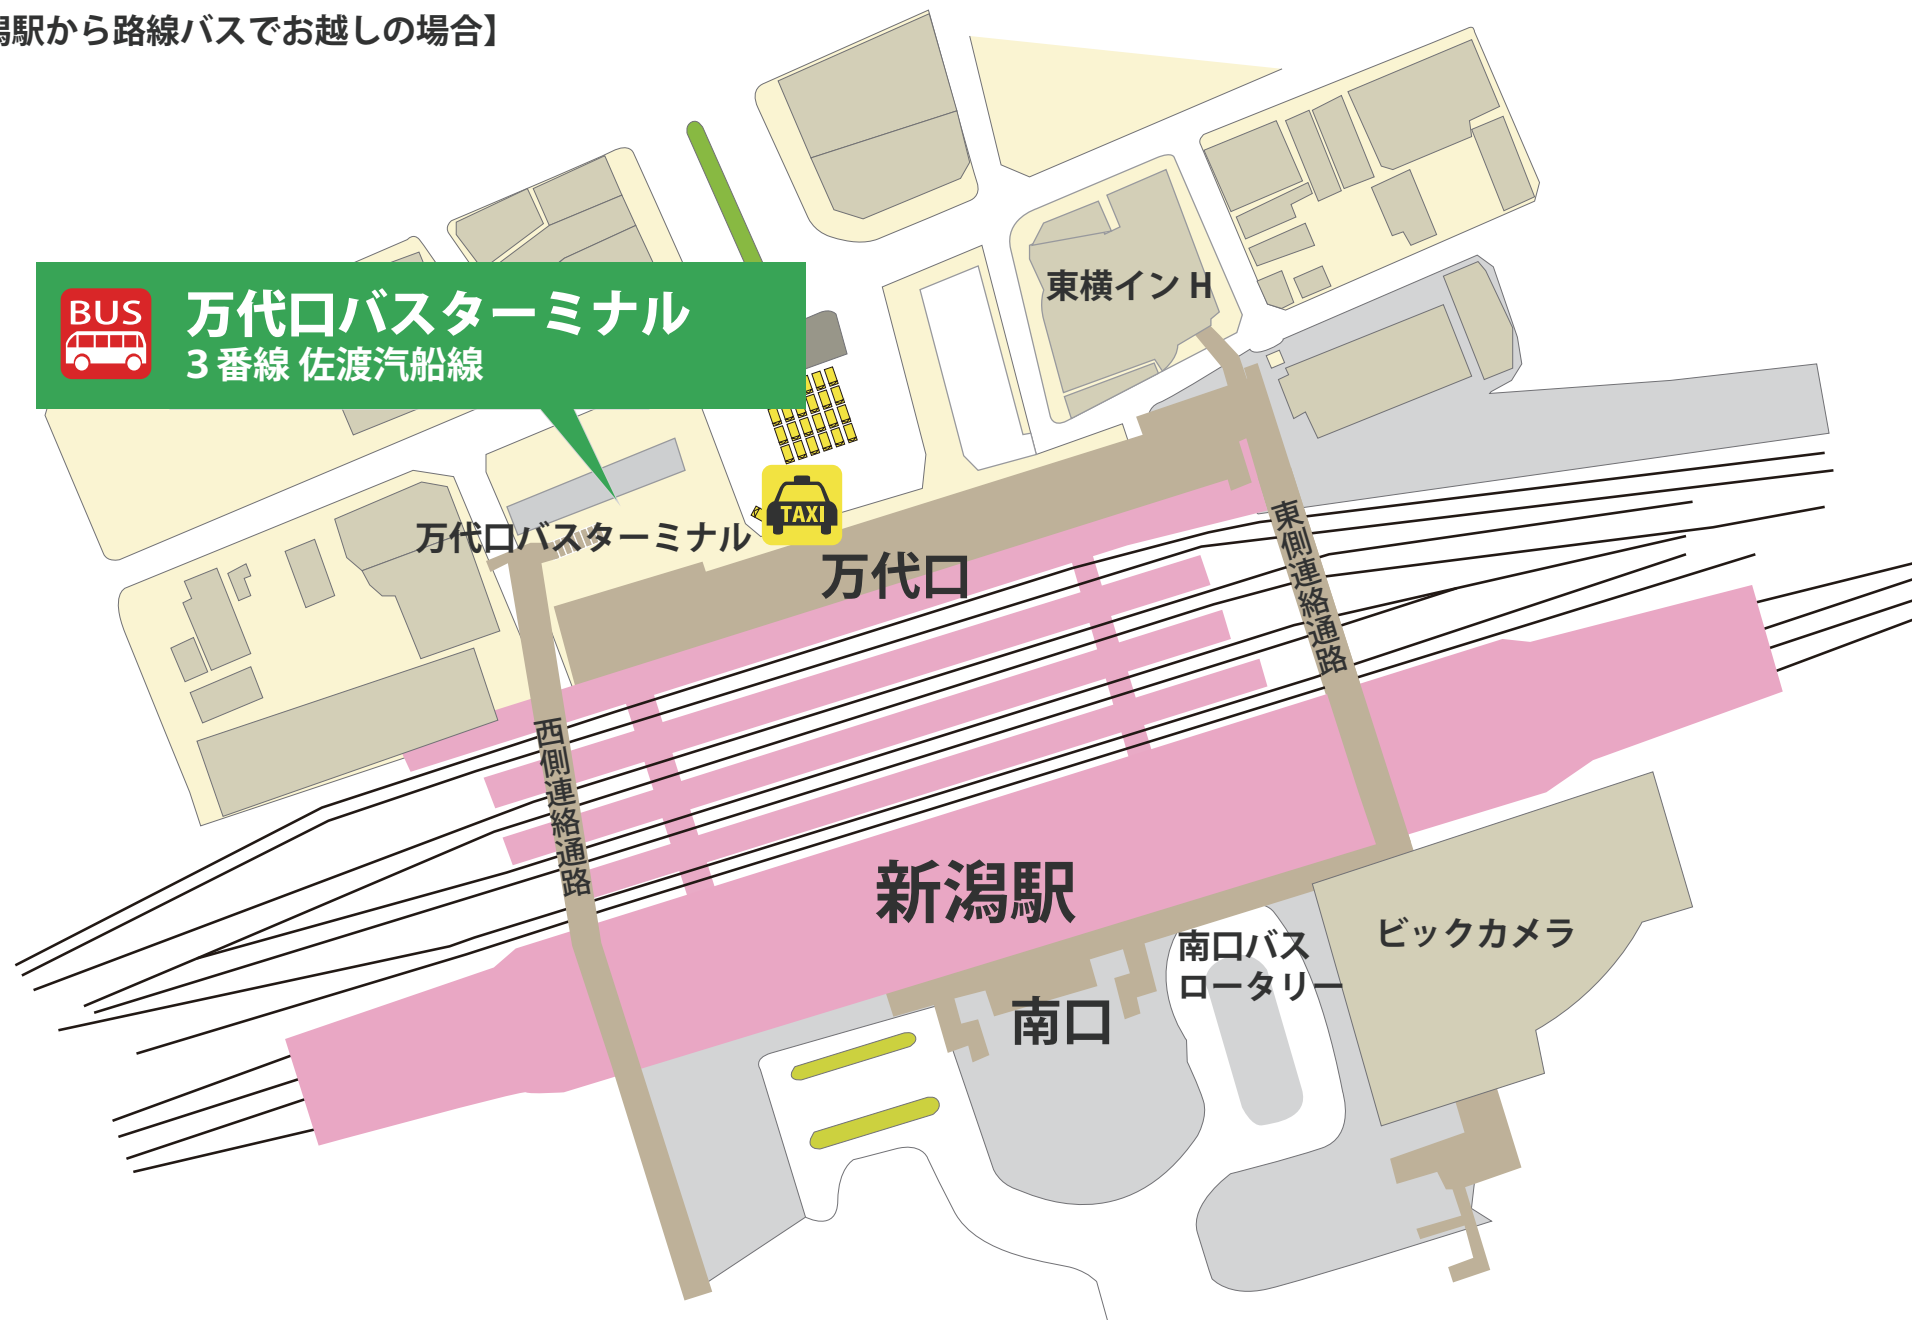 潟駅から路線バスでお越しの場合】
BUS
万代口バスターミナル
3番線 佐渡汽船線
東横イン H
万代口バスターミナル
TAXI
万代口
東側連絡通路
西側連絡通路
新潟駅
南口バス
ロータリー
ビックカメラ
南口